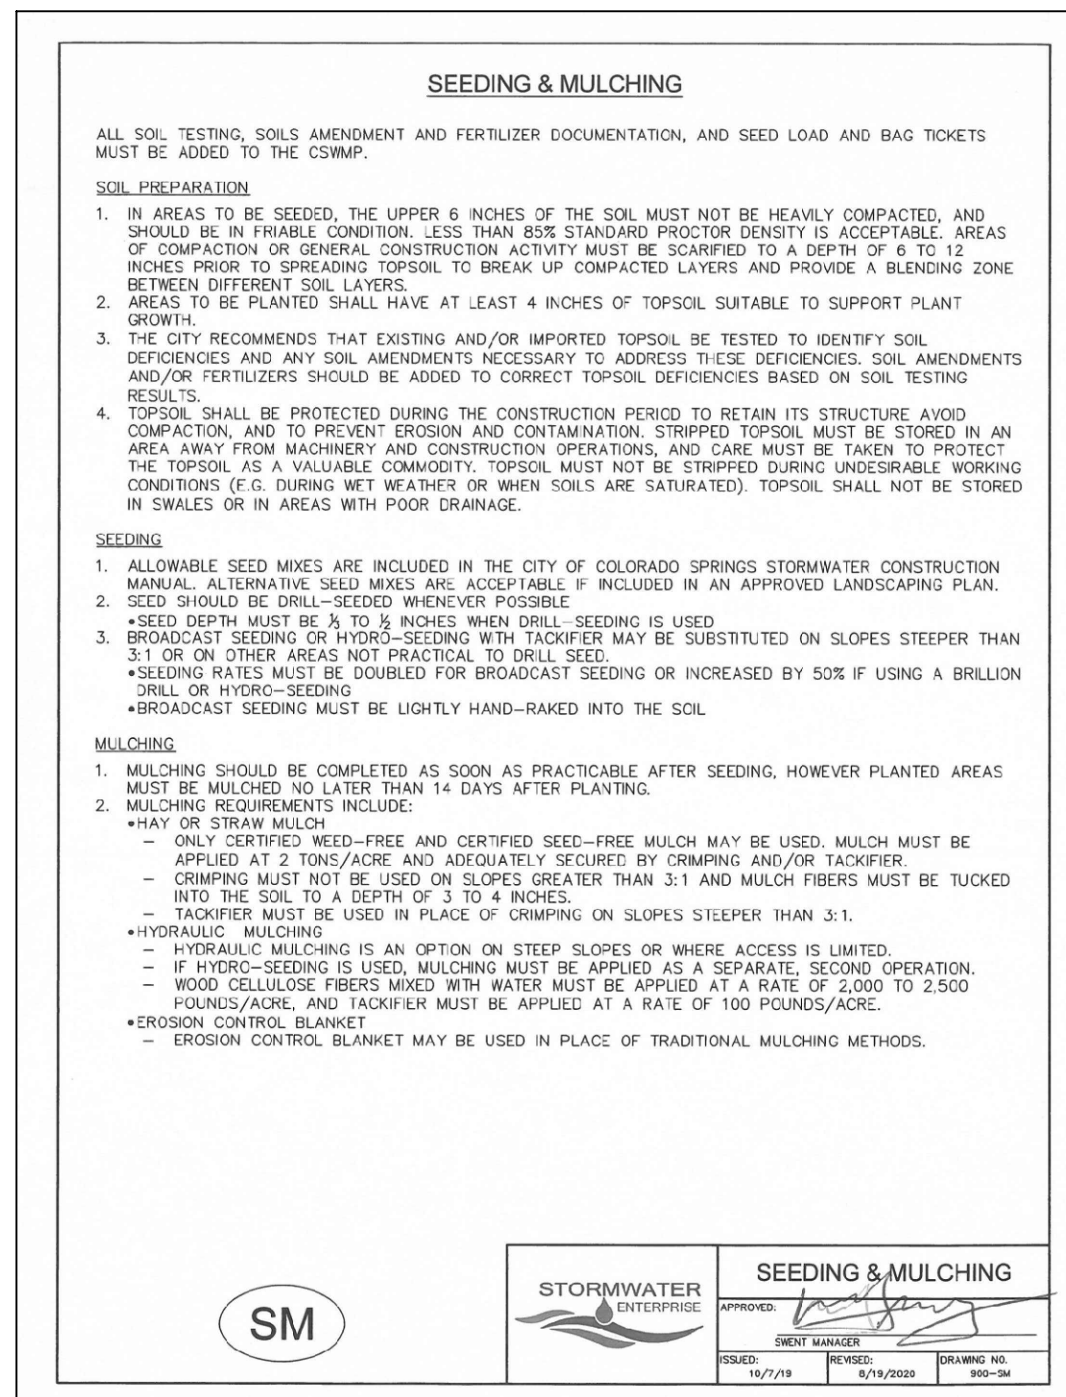 SEEDING & MULCHING
ALL SOIL TESTING, SOILS AMENDMENT AND FERTILIZER DOCUMENTATION, AND SEED LOAD AND BAG TICKETS
MUST BE ADDED TO THE CSWMP.
SOIL PREPARATION
1. IN AREAS TO BE SEEDED, THE UPPER 6 INCHES OF THE SOIL MUST NOT BE HEAVILY COMPACTED, AND
SHOULD BE IN FRIABLE CONDITION. LESS THAN 85% STANDARD PROCTOR DENSITY IS ACCEPTABLE. AREAS
OF COMPACTION OR GENERAL CONSTRUCTION ACTIVITY MUST BE SCARIFIED TO A DEPTH OF 6 TO 12
INCHES PRIOR TO SPREADING TOPSOIL TO BREAK UP COMPACTED LAYERS AND PROVIDE A BLENDING ZONE
BETWEEN DIFFERENT SOIL LAYERS.
2. AREAS TO BE PLANTED SHALL HAVE AT LEAST 4 INCHES OF TOPSOIL SUITABLE TO SUPPORT PLANT
GROWTH.
3. THE CITY RECOMMENDS THAT EXISTING AND/OR IMPORTED TOPSOIL BE TESTED TO IDENTIFY SOIL
DEFICIENCIES AND ANY SOIL AMENDMENTS NECESSARY TO ADDRESS THESE DEFICIENCIES. SOIL AMENDMENTS
AND/OR FERTILIZERS SHOULD BE ADDED TO CORRECT TOPSOIL DEFICIENCIES BASED ON SOIL TESTING
RESULTS.
4. TOPSOIL SHALL BE PROTECTED DURING THE CONSTRUCTION PERIOD TO RETAIN ITS STRUCTURE AVOID
COMPACTION, AND TO PREVENT EROSION AND CONTAMINATION. STRIPPED TOPSOIL MUST BE STORED IN AN
AREA AWAY FROM MACHINERY AND CONSTRUCTION OPERATIONS, AND CARE MUST BE TAKEN TO PROTECT
THE TOPSOIL AS A VALUABLE COMMODITY. TOPSOIL MUST NOT BE STRIPPED DURING UNDESIRABLE WORKING
CONDITIONS (E.G. DURING WET WEATHER OR WHEN SOILS ARE SATURATED). TOPSOIL SHALL NOT BE STORED
IN SWALES OR IN AREAS WITH POOR DRAINAGE.
SEEDING
1. ALLOWABLE SEED MIXES ARE INCLUDED IN THE CITY OF COLORADO SPRINGS STORMWATER CONSTRUCTION
MANUAL. ALTERNATIVE SEED MIXES ARE ACCEPTABLE IF INCLUDED IN AN APPROVED LANDSCAPING PLAN.
2. SEED SHOULD BE DRILL-SEEDED WHENEVER POSSIBLE
•SEED DEPTH MUST BE ⅓ TO ½ INCHES WHEN DRILL-SEEDING IS USED
3. BROADCAST SEEDING OR HYDRO-SEEDING WITH TACKIFIER MAY BE SUBSTITUTED ON SLOPES STEEPER THAN
3:1 OR ON OTHER AREAS NOT PRACTICAL TO DRILL SEED.
•SEEDING RATES MUST BE DOUBLED FOR BROADCAST SEEDING OR INCREASED BY 50% IF USING A BRILLION
DRILL OR HYDRO-SEEDING
•BROADCAST SEEDING MUST BE LIGHTLY HAND-RAKED INTO THE SOIL
MULCHING
1. MULCHING SHOULD BE COMPLETED AS SOON AS PRACTICABLE AFTER SEEDING, HOWEVER PLANTED AREAS
MUST BE MULCHED NO LATER THAN 14 DAYS AFTER PLANTING.
2. MULCHING REQUIREMENTS INCLUDE:
•HAY OR STRAW MULCH
– ONLY CERTIFIED WEED-FREE AND CERTIFIED SEED-FREE MULCH MAY BE USED. MULCH MUST BE
APPLIED AT 2 TONS/ACRE AND ADEQUATELY SECURED BY CRIMPING AND/OR TACKIFIER.
– CRIMPING MUST NOT BE USED ON SLOPES GREATER THAN 3:1 AND MULCH FIBERS MUST BE TUCKED
INTO THE SOIL TO A DEPTH OF 3 TO 4 INCHES.
– TACKIFIER MUST BE USED IN PLACE OF CRIMPING ON SLOPES STEEPER THAN 3:1.
•HYDRAULIC MULCHING
– HYDRAULIC MULCHING IS AN OPTION ON STEEP SLOPES OR WHERE ACCESS IS LIMITED.
– IF HYDRO-SEEDING IS USED, MULCHING MUST BE APPLIED AS A SEPARATE, SECOND OPERATION.
– WOOD CELLULOSE FIBERS MIXED WITH WATER MUST BE APPLIED AT A RATE OF 2,000 TO 2,500
POUNDS/ACRE, AND TACKIFIER MUST BE APPLIED AT A RATE OF 100 POUNDS/ACRE.
•EROSION CONTROL BLANKET
– EROSION CONTROL BLANKET MAY BE USED IN PLACE OF TRADITIONAL MULCHING METHODS.
SM
STORMWATER
ENTERPRISE
SEEDING & MULCHING
APPROVED:
SWENT MANAGER
ISSUED: REVISED: DRAWING NO.
10/7/19 8/19/2020 900-SM